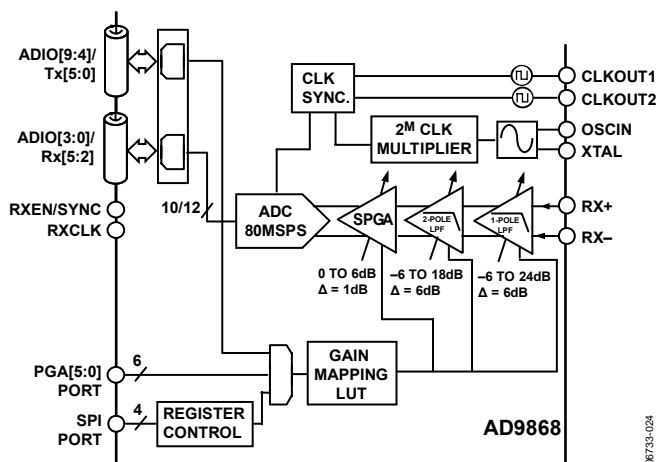 ADIO[9:4]/
Tx[5:0]
ADIO[3:0]/
Rx[5:2]
RXEN/SYNC
RXCLK
10/12
CLK
SYNC.
2M CLK
MULTIPLIER
CLKOUT1
CLKOUT2
OSCIN
XTAL
ADC
80MSPS
SPGA
2-POLE
LPF
1-POLE
LPF
RX+
RX–
0 TO 6dB
Δ = 1dB
–6 TO 18dB
Δ = 6dB
–6 TO 24dB
Δ = 6dB
PGA[5:0]
PORT
6
SPI
PORT
4
REGISTER
CONTROL
GAIN
MAPPING
LUT
AD9868
06733-024